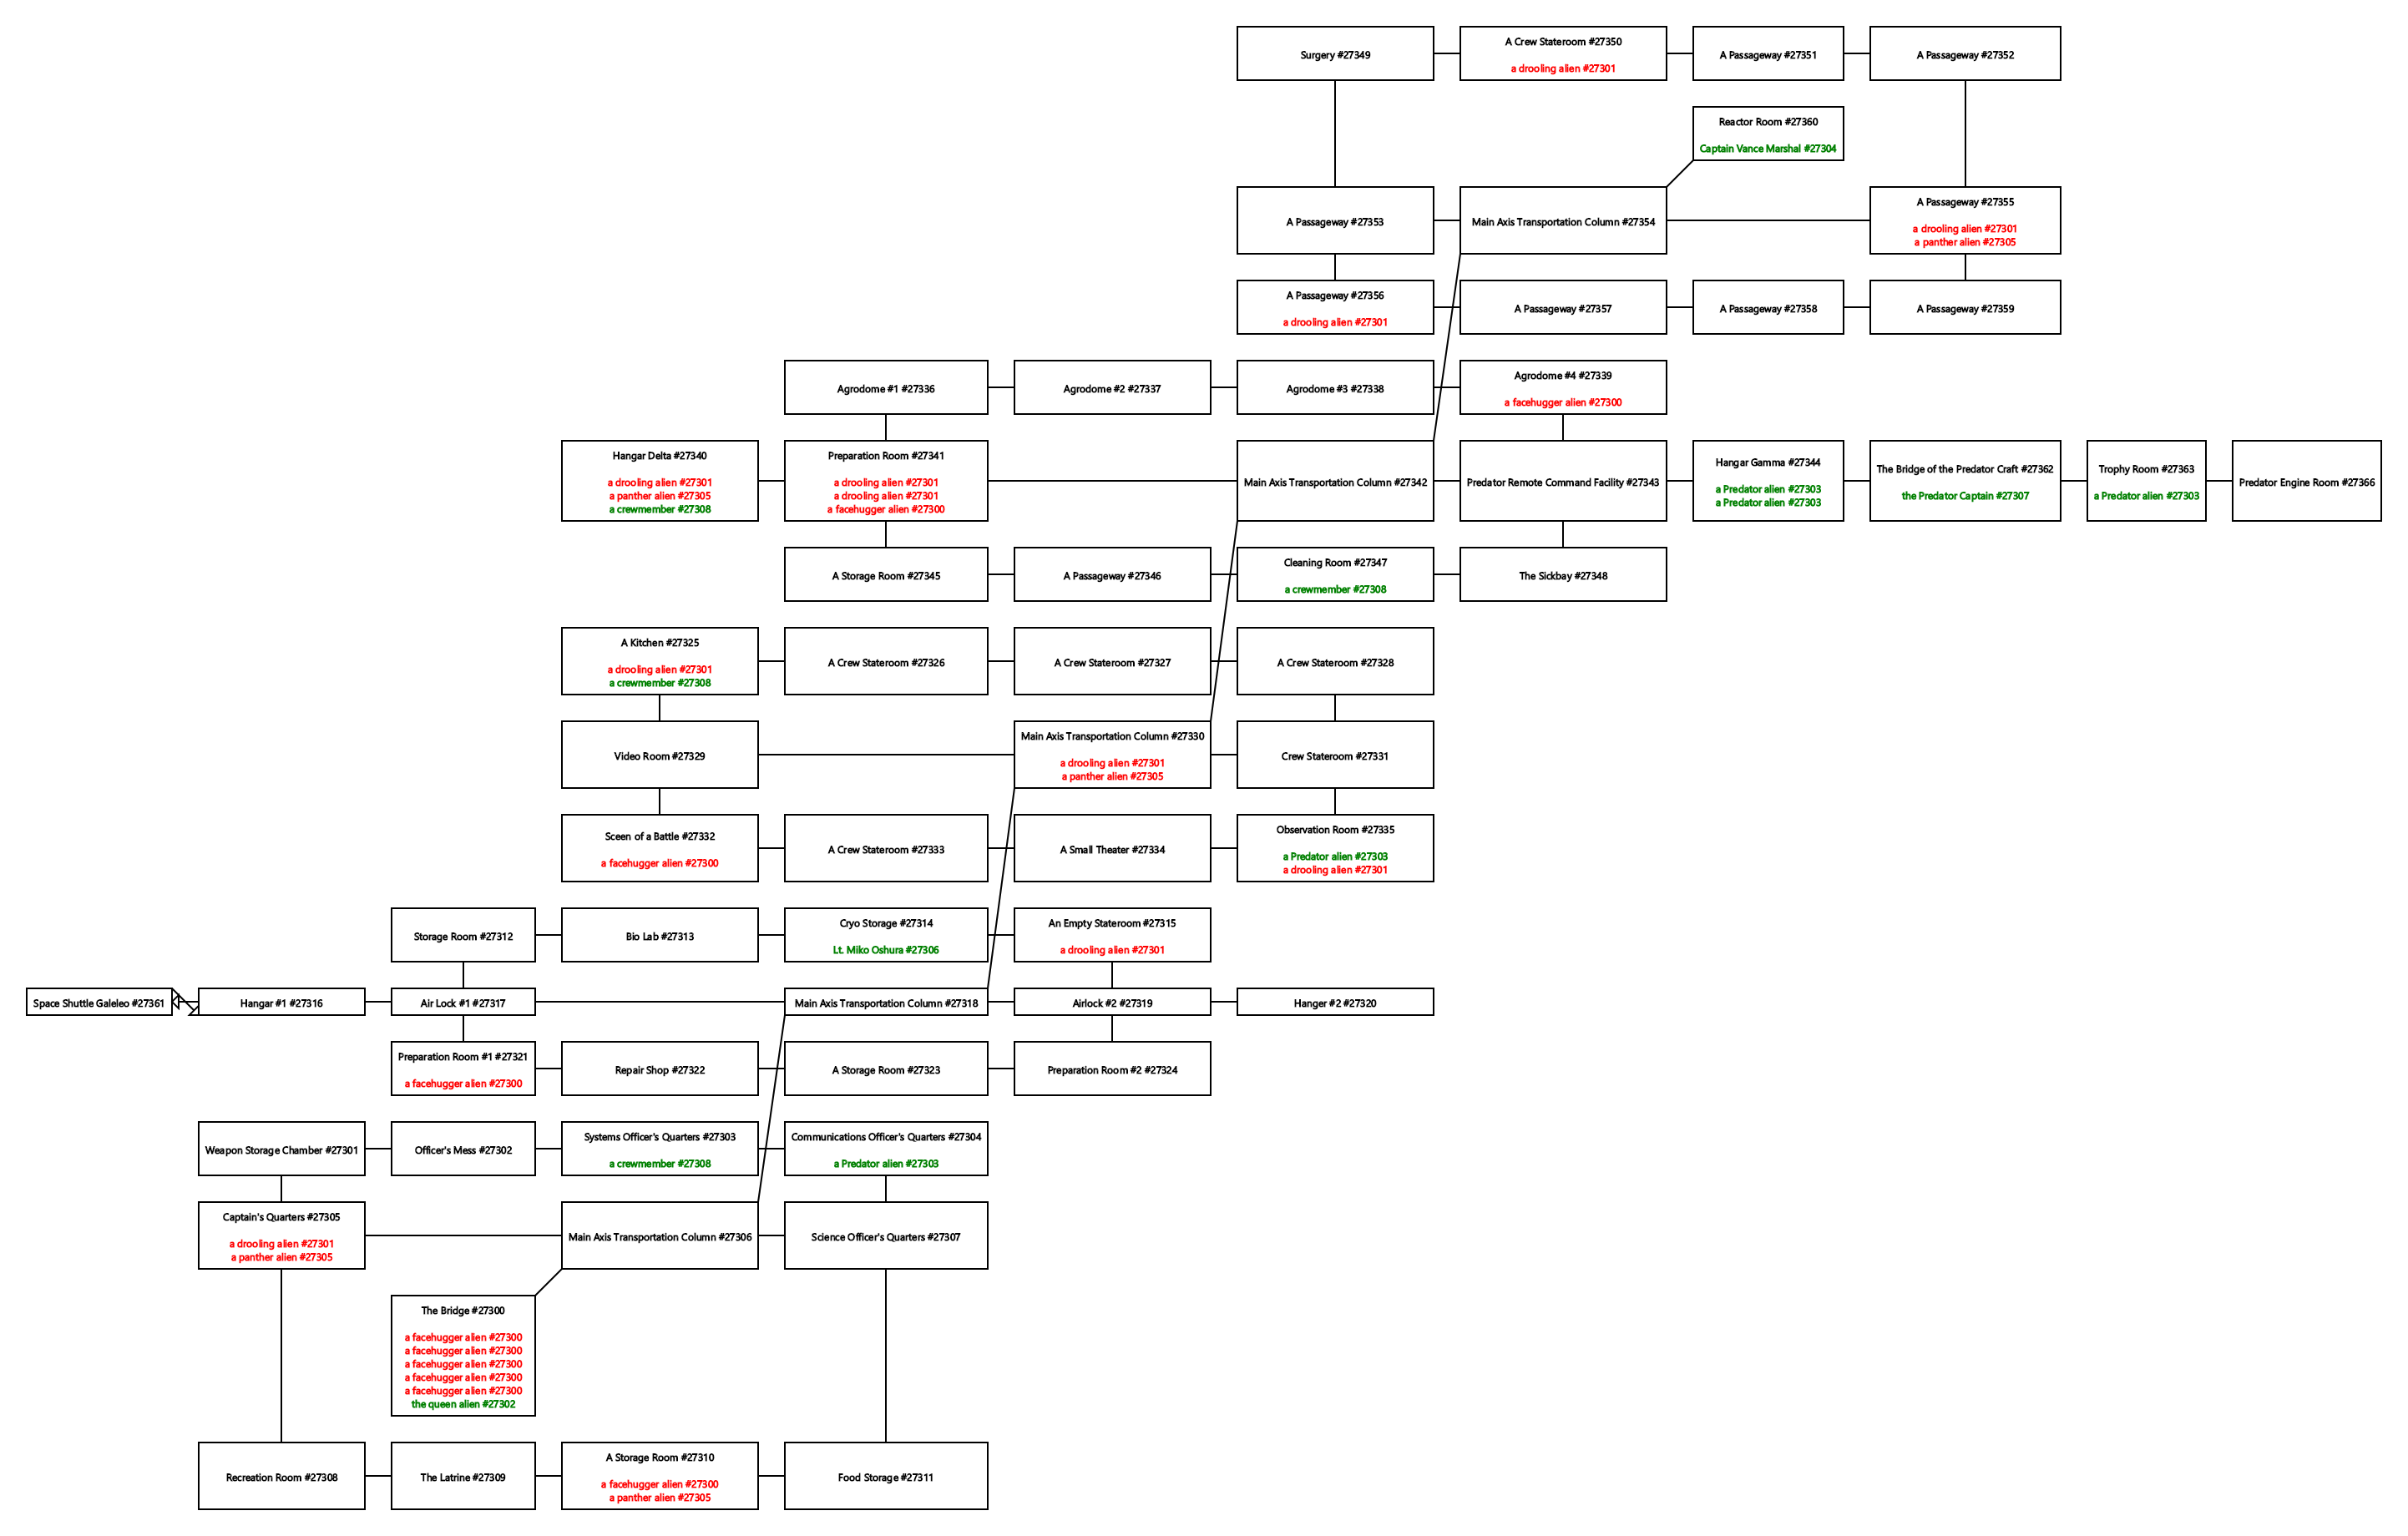 Surgery #27349
A Crew Stateroom #27350
a drooling alien #27301
A Passageway #27351
A Passageway #27352
Reactor Room #27360
Captain Vance Marshal #27304
A Passageway #27353
Main Axis Transportation Column #27354
A Passageway #27355
a drooling alien #27301
a panther alien #27305
A Passageway #27356
a drooling alien #27301
A Passageway #27357
A Passageway #27358
A Passageway #27359
Agrodome #1 #27336
Agrodome #2 #27337
Agrodome #3 #27338
Agrodome #4 #27339
a facehugger alien #27300
Hangar Delta #27340
a drooling alien #27301
a panther alien #27305
a crewmember #27308
Preparation Room #27341
a drooling alien #27301
a drooling alien #27301
a facehugger alien #27300
Main Axis Transportation Column #27342
Predator Remote Command Facility #27343
Hangar Gamma #27344
a Predator alien #27303
a Predator alien #27303
The Bridge of the Predator Craft #27362
the Predator Captain #27307
Trophy Room #27363
a Predator alien #27303
Predator Engine Room #27366
A Storage Room #27345
A Passageway #27346
Cleaning Room #27347
a crewmember #27308
The Sickbay #27348
A Kitchen #27325
a drooling alien #27301
a crewmember #27308
A Crew Stateroom #27326
A Crew Stateroom #27327
A Crew Stateroom #27328
Video Room #27329
Main Axis Transportation Column #27330
a drooling alien #27301
a panther alien #27305
Crew Stateroom #27331
Sceen of a Battle #27332
a facehugger alien #27300
A Crew Stateroom #27333
A Small Theater #27334
Observation Room #27335
a Predator alien #27303
a drooling alien #27301
Storage Room #27312
Bio Lab #27313
Cryo Storage #27314
Lt. Miko Oshura #27306
An Empty Stateroom #27315
a drooling alien #27301
Space Shuttle Galeleo #27361
Hangar #1 #27316
Air Lock #1 #27317
Main Axis Transportation Column #27318
Airlock #2 #27319
Hanger #2 #27320
Preparation Room #1 #27321
a facehugger alien #27300
Repair Shop #27322
A Storage Room #27323
Preparation Room #2 #27324
Weapon Storage Chamber #27301
Officer's Mess #27302
Systems Officer's Quarters #27303
a crewmember #27308
Communications Officer's Quarters #27304
a Predator alien #27303
Captain's Quarters #27305
a drooling alien #27301
a panther alien #27305
Main Axis Transportation Column #27306
Science Officer's Quarters #27307
The Bridge #27300
a facehugger alien #27300
a facehugger alien #27300
a facehugger alien #27300
a facehugger alien #27300
a facehugger alien #27300
the queen alien #27302
Recreation Room #27308
The Latrine #27309
A Storage Room #27310
a facehugger alien #27300
a panther alien #27305
Food Storage #27311